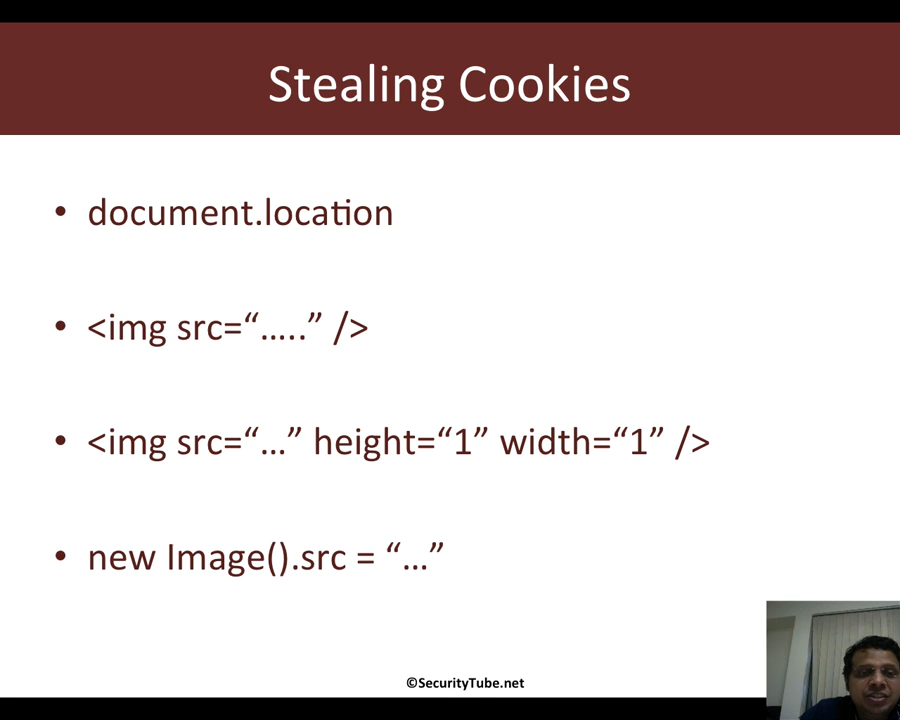 Stealing Cookies
• document.location
• <img src=“…..” />
• <img src=“…” height=“1” width=“1” />
• new Image().src = “…”
©SecurityTube.net